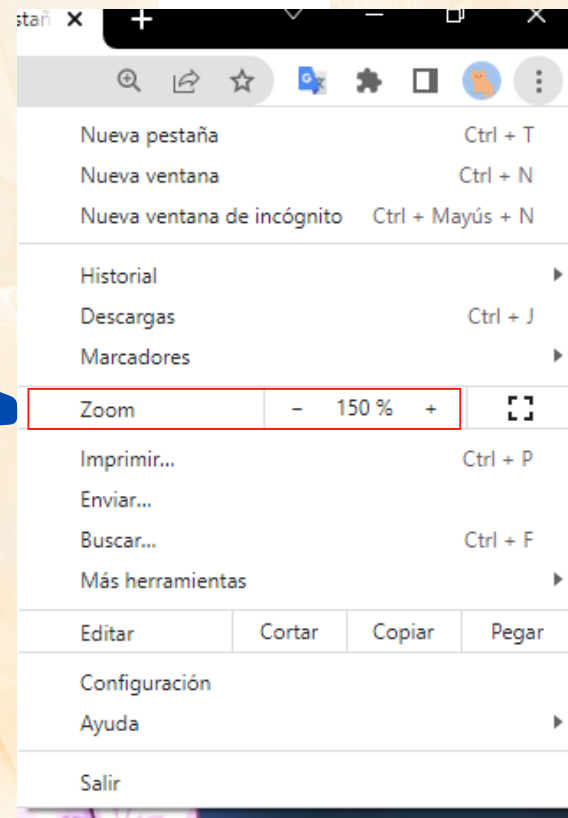 stañ
Nueva pestaña Ctrl + T
Nueva ventana Ctrl + N
Nueva ventana de incógnito Ctrl + Mayús + N
Historial
Descargas Ctrl + J
Marcadores
Zoom - 150 % +
Imprimir... Ctrl + P
Enviar...
Buscar... Ctrl + F
Más herramientas
Editar Cortar Copiar Pegar
Configuración
Ayuda
Salir